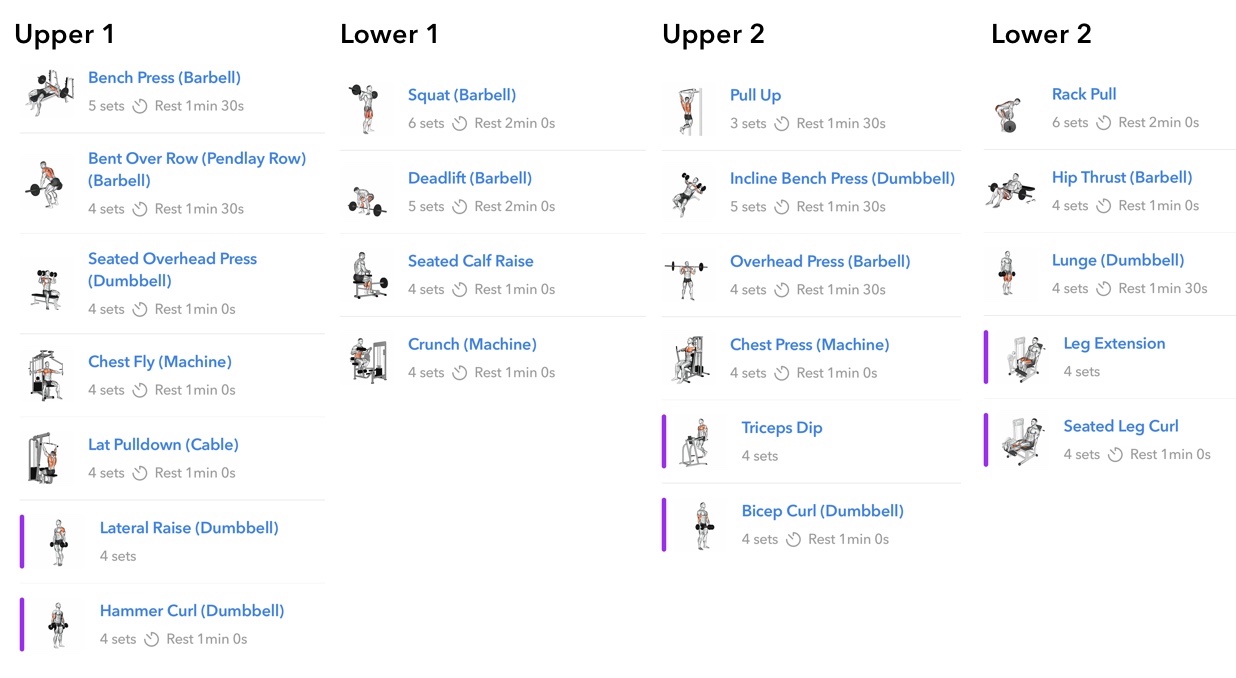 Upper 1
Bench Press (Barbell)
5 sets Rest 1min 30s
Bent Over Row (Pendlay Row)
(Barbell)
4 sets Rest 1min 30s
Seated Overhead Press
(Dumbbell)
4 sets Rest 1min 0s
Chest Fly (Machine)
4 sets Rest 1min 0s
Lat Pulldown (Cable)
4 sets Rest 1min 0s
Lateral Raise (Dumbbell)
4 sets
Hammer Curl (Dumbbell)
4 sets Rest 1min 0s
Lower 1
Squat (Barbell)
6 sets Rest 2min 0s
Deadlift (Barbell)
5 sets Rest 2min 0s
Seated Calf Raise
4 sets Rest 1min 0s
Crunch (Machine)
4 sets Rest 1min 0s
Upper 2
Pull Up
3 sets Rest 1min 30s
Incline Bench Press (Dumbbell)
5 sets Rest 1min 30s
Overhead Press (Barbell)
4 sets Rest 1min 30s
Chest Press (Machine)
4 sets Rest 1min 0s
Triceps Dip
4 sets
Bicep Curl (Dumbbell)
4 sets Rest 1min 0s
Lower 2
Rack Pull
6 sets Rest 2min 0s
Hip Thrust (Barbell)
4 sets Rest 1min 0s
Lunge (Dumbbell)
4 sets Rest 1min 30s
Leg Extension
4 sets
Seated Leg Curl
4 sets Rest 1min 0s